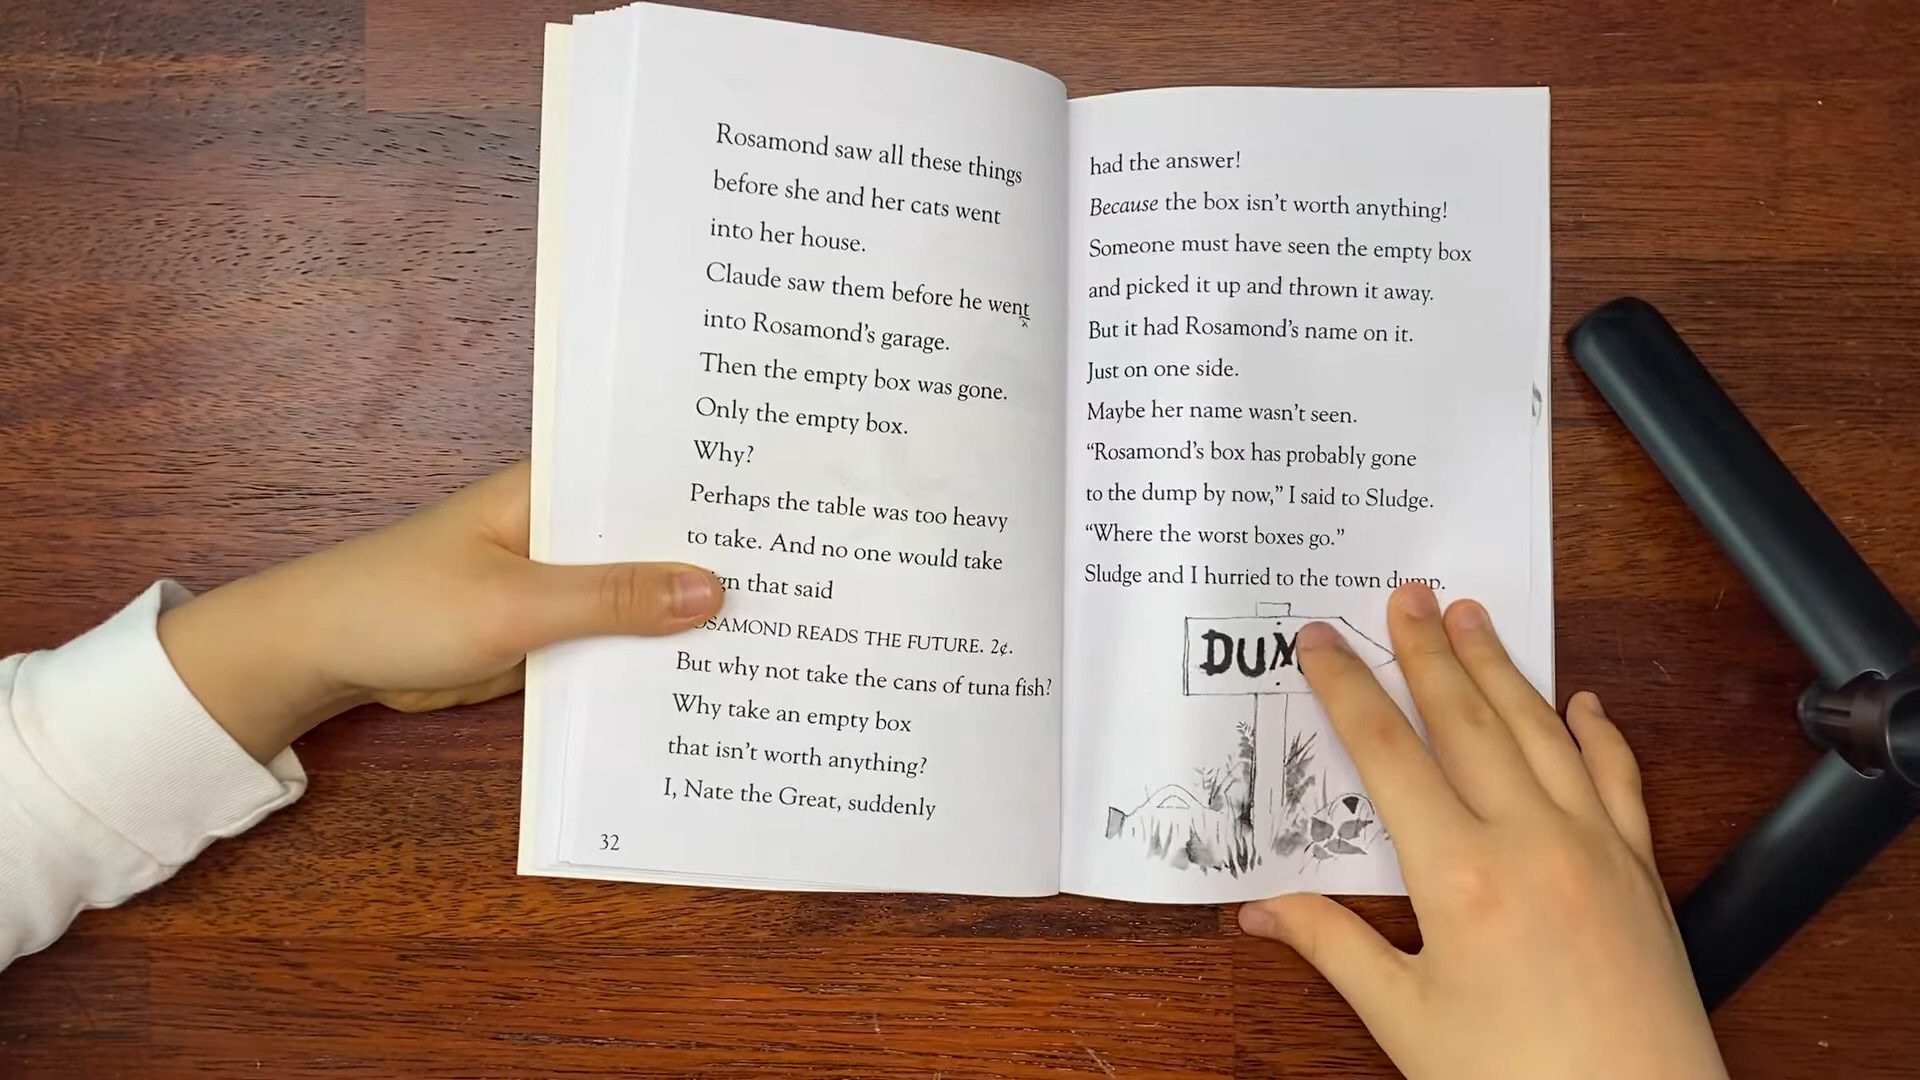 Rosamond saw all these things
before she and her cats went
into her house.
Claude saw them before he went
into Rosamond's garage.
Then the empty box was gone.
Only the empty box.
Why?
Perhaps the table was too heavy
to take. And no one would take
that said
READS THE FUTURE. 2¢.
But why not take the cans of tuna fish?
Why take an empty box
that isn't worth anything?
I, Nate the Great, suddenly
32
had the answer!
Because the box isn't worth anything!
Someone must have seen the empty box
and picked it up and thrown it away.
But it had Rosamond's name on it.
Just on one side.
Maybe her name wasn't seen.
“Rosamond's box has probably gone
to the dump by now,” I said to Sludge.
“Where the worst boxes go.”
Sludge and I hurried to the town dump.